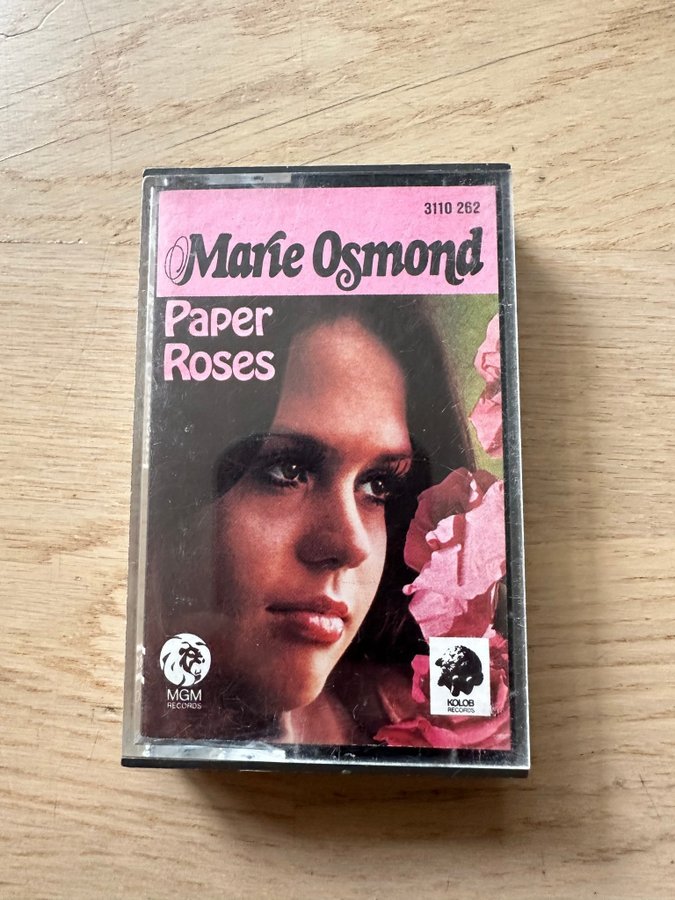 3110 262
Marie Osmond
Paper
Roses
MGM
RECORDS
KOLOB
RECORDS